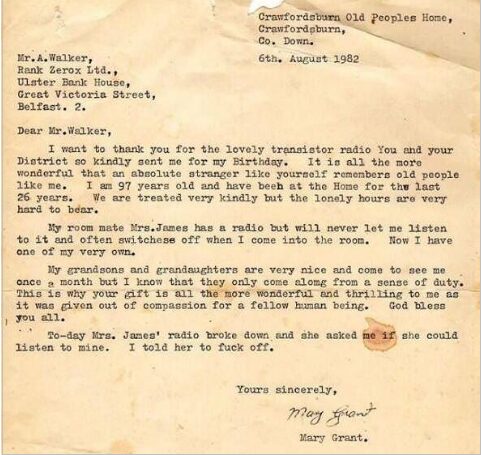 Crawfordsburn Old Peoples Home,
Crawfordsburn,
Co. Down.
Mr.A.Walker,
6th. August 1982
Rank Zerox Ltd.,
Ulster Bank House,
Great Victoria Street,
Belfast. 2.
Dear Mr.Walker,
I want to thank you for the lovely transistor radio You and your
District so kindly sent me for my Birthday. It is all the more
wonderful that an absolute stranger like yourself remembers old people
like me. I am 97 years old and have been at the Home for the last
26 years. We are treated very kindly but the lonely hours are very
hard to bear.
My room mate Mrs.James has a radio but will never let me listen
to it and often switchese off when I come into the room. Now I have
one of my very own.
My grandsons and grandaughters are very nice and come to see me
once a month but I know that they only come alomg from a sense of duty.
This is why your gift is all the more wonderful and thrilling to me as
it was given out of compassion for a fellow human being. God bless
you all.
To-day Mrs. James' radio broke down and she asked me if she could
listen to mine. I told her to fuck off.
Yours sincerely,
Mary Grant
Mary Grant.